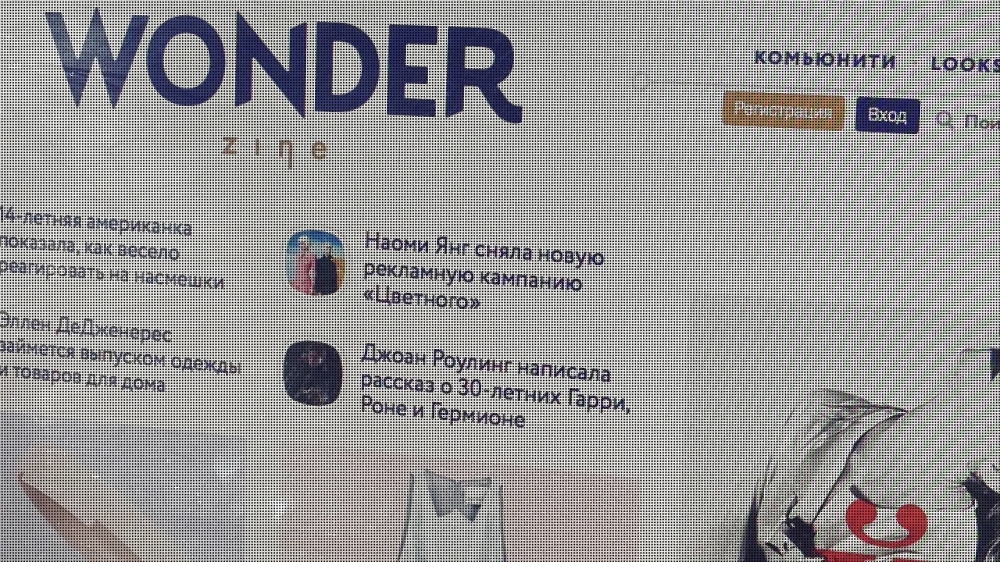 WONDER
zine
КОМЬЮНИТИ LOOKS
Регистрация Вход Пои
14-летняя американка
показала, как весело
реагировать на насмешки
Наоми Янг сняла новую
рекламную кампанию
«Цветного»
Эллен ДеДженерес
займется выпуском одежды
и товаров для дома
Джоан Роулинг написала
рассказ о 30-летних Гарри,
Роне и Гермионе